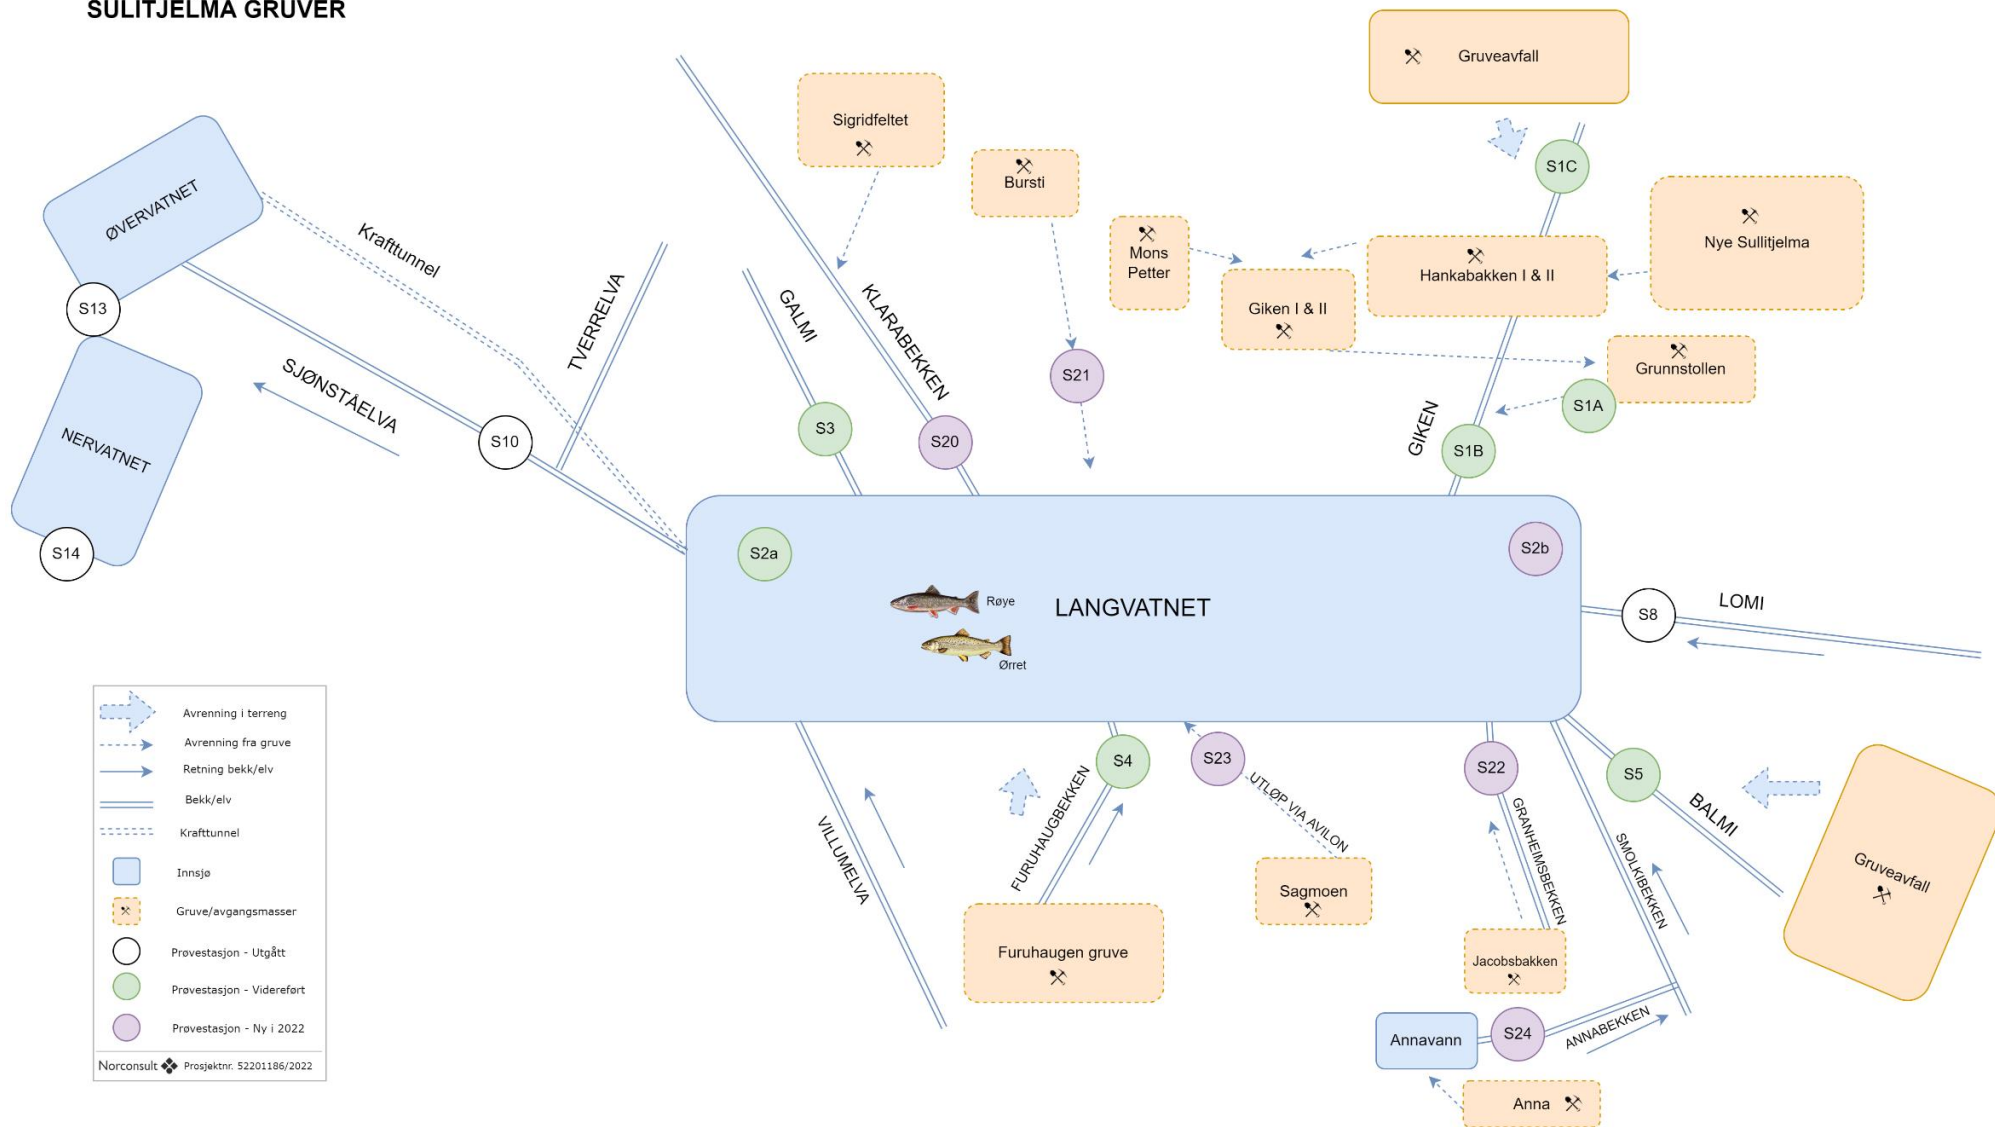 SULITJELMA GRUVER
Gruveavfall
Sigridfeltet
Bursti
S1C
Mons
Petter
Nye Sullitjelma
Hankabakken I & II
Giken I & II
Grunnstollen
ØVERVATNET
Krafttunnel
TVERRELVA
GALMI
KLARABEKKEN
S13
S21
S1A
SJØNSTÅELVA
GIKEN
S3
S20
S10
S1B
NERVATNET
S14
S2a
S2b
Røye
LANGVATNET
Ørret
S8
LOMI
Avrenning i terreng
Avrenning fra gruve
Retning bekk/elv
Bekk/elv
Krafttunnel
Innsjø
Gruve/avgangsmasser
Prøvestasjon - Utgått
Prøvestasjon - Videreført
Prøvestasjon - Ny i 2022
Norconsult Prosjektnr. 52201186/2022
VILLUMELVA
FURUHAUGBEKKEN
S4
S23
UTLØP VIA AVILON
S22
GRANHEIMSBEKKEN
SMOLKIBEKKEN
S5
BALMI
Gruveavfall
Furuhaugen gruve
Sagmoen
Jacobsbakken
Annavann
S24
ANNABEKKEN
Anna